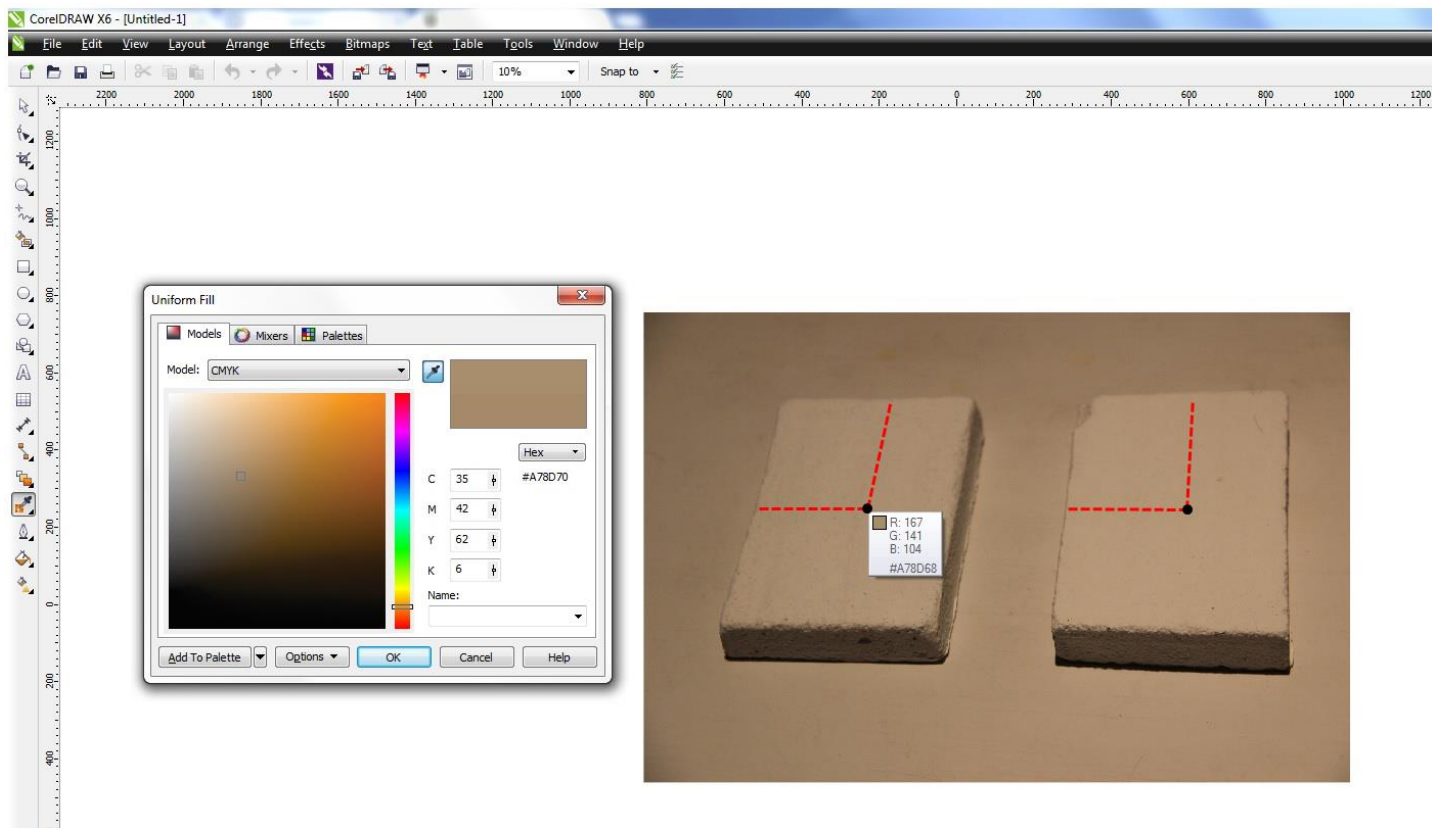 CorelDRAW X6 - [Untitled-1]
File Edit View Layout Arrange Effects Bitmaps Text Table Tools Window Help
10% Snap to
2200 2000 1800 1600 1400 1200 1000 800 600 400 200 0 200 400 600 800 1000 1200
1200
1000
800
600
400
200
0
200
400
Uniform Fill
Models Mixers Palettes
Model: CMYK
Hex
C 35 #A78D70
M 42
Y 62
K 6
Name:
Add To Palette Options OK Cancel Help
R: 167
G: 141
B: 104
#A78D68